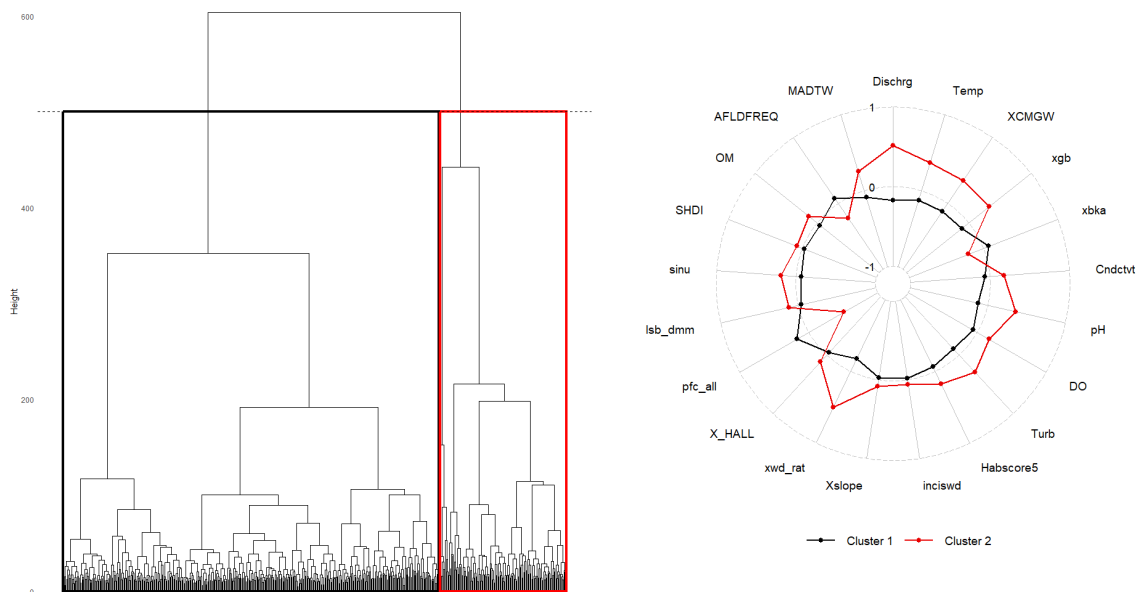 600
400
300
200
0
Height
Dischrg
Temp
XCMGW
xgb
xbka
Cndctvt
pH
DO
Turb
Habscore5
inciswd
Xslope
xwd_rat
X_HALL
pfc_all
lsb_dmm
sinu
SHDI
OM
AFLDFREQ
MADTW
1
0
-1
Cluster 1 Cluster 2